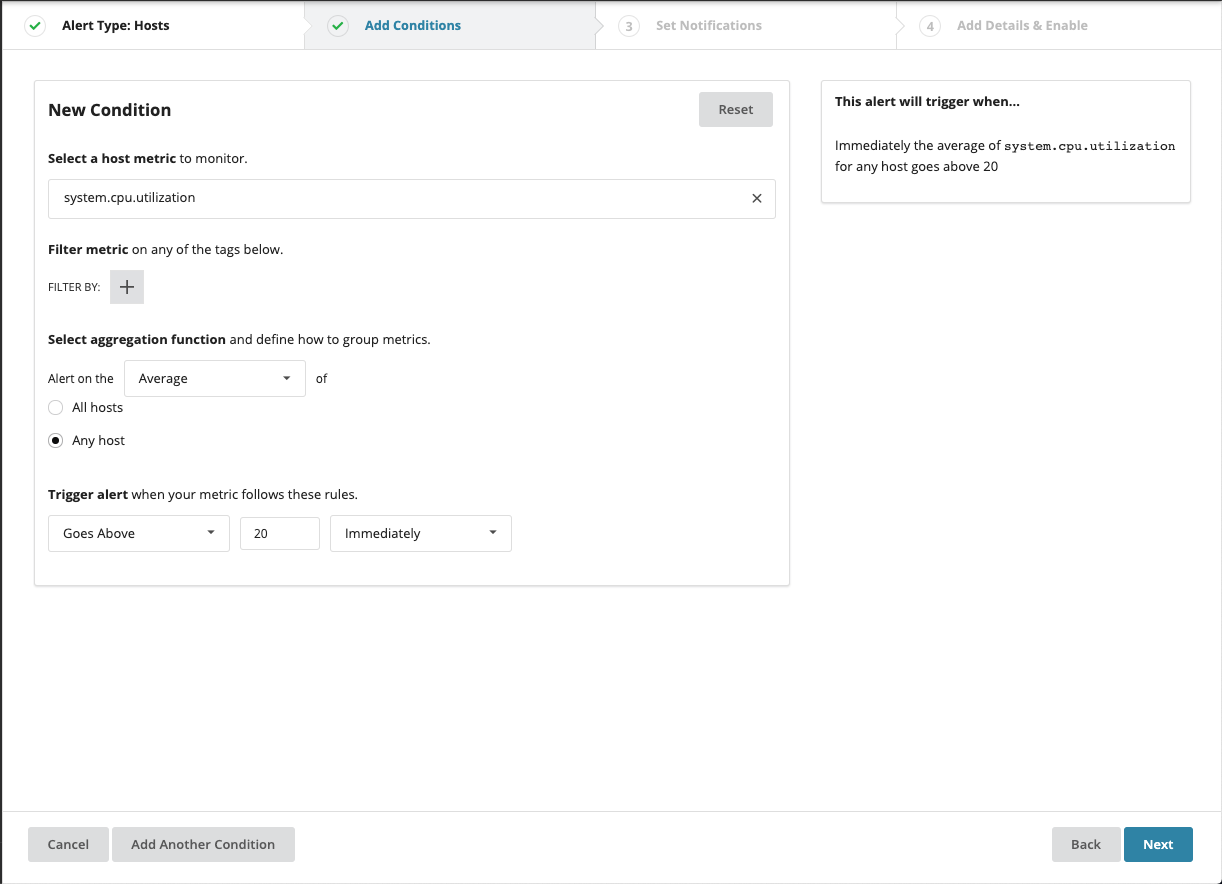 Alert Type: Hosts
Add Conditions
3 Set Notifications
4 Add Details & Enable
New Condition
Reset
Select a host metric to monitor.
system.cpu.utilization
Filter metric on any of the tags below.
FILTER BY:
Select aggregation function and define how to group metrics.
Alert on the Average of
All hosts
Any host
Trigger alert when your metric follows these rules.
Goes Above 20 Immediately
This alert will trigger when...
Immediately the average of system.cpu.utilization
for any host goes above 20
Cancel Add Another Condition Back Next